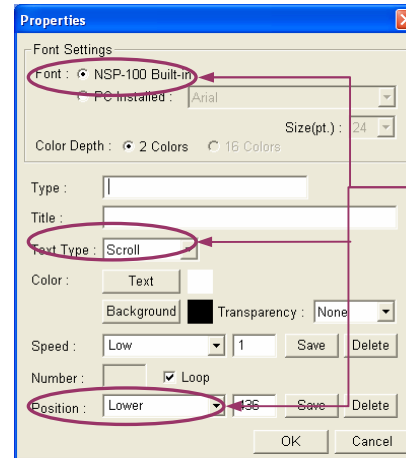 Properties
Font Settings
Font : NSP-100 Built-in
PC Installed : Arial
Size(pt.) : 24
Color Depth : 2 Colors 16 Colors
Type :
Title :
Text Type : Scroll
Color : Text
Background Transparency : None
Speed : Low 1 Save Delete
Number : Loop
Position : Lower 436 Save Delete
OK Cancel